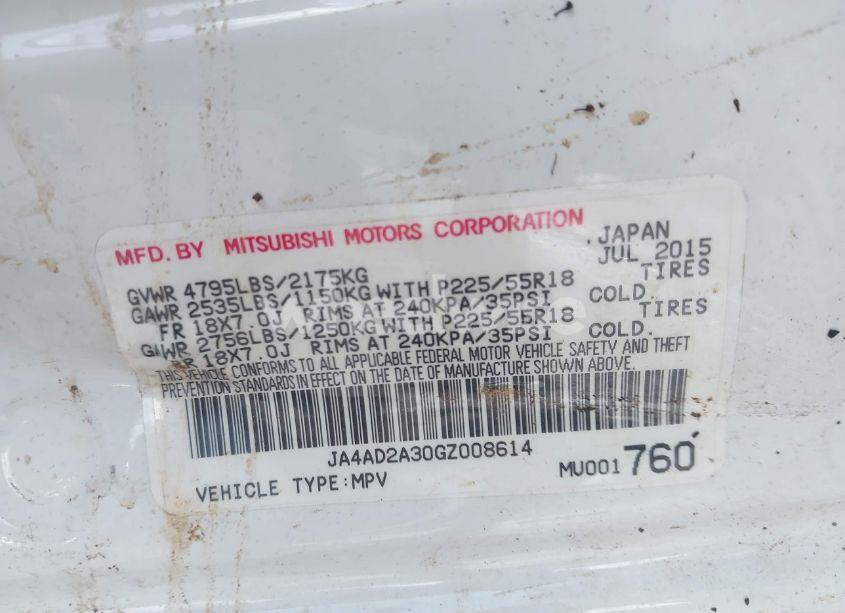 MFD. BY MITSUBISHI MOTORS CORPORATION JAPAN
JUL 2015
GVWR 4795LBS/2175KG
GAWR 2535LBS/1150KG WITH P225/55R18 TIRES
FR 18X7.0J RIMS AT 240KPA/35PSI COLD.
GAWR 2756LBS/1250KG WITH P225/55R18 TIRES
RR 18X7.0J RIMS AT 240KPA/35PSI COLD.
THIS VEHICLE CONFORMS TO ALL APPLICABLE FEDERAL MOTOR VEHICLE SAFETY AND THEFT
PREVENTION STANDARDS IN EFFECT ON THE DATE OF MANUFACTURE SHOWN ABOVE.
JA4AD2A30GZ008614
VEHICLE TYPE:MPV MU001 760